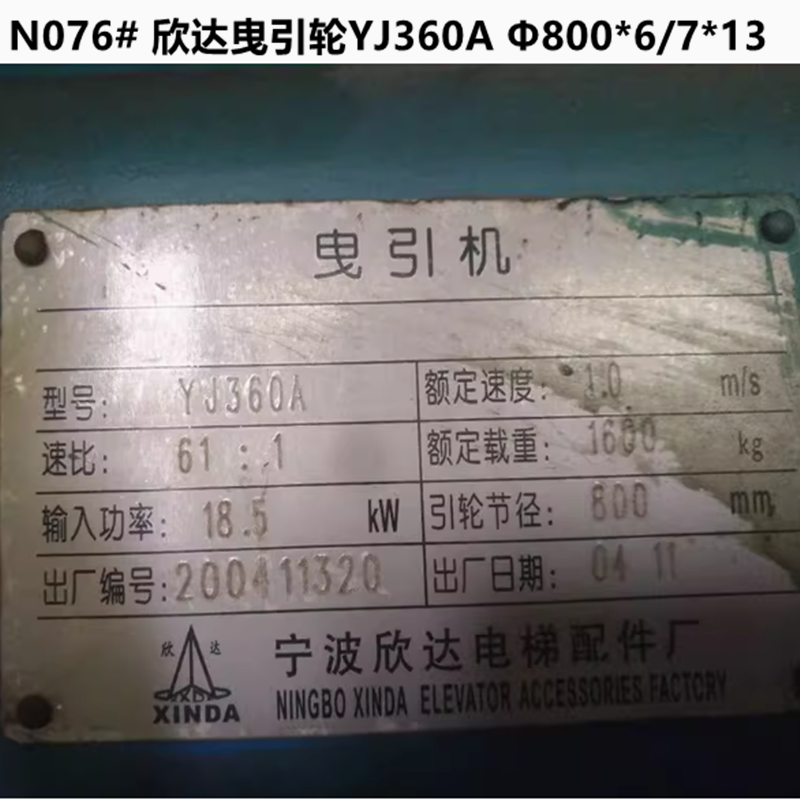 N076# 欣达曳引轮YJ360A Φ800*6/7*13
曳引机
型号: YJ360A 额定速度: 1.0 m/s
速比: 61 : 1 额定载重: 1600 kg
输入功率: 18.5 kW 引轮节径: 800 mm
出厂编号: 200411320 出厂日期: 04 11
欣 达 宁波欣达电梯配件厂
XINDA NINGBO XINDA ELEVATOR ACCESSORIES FACTORY